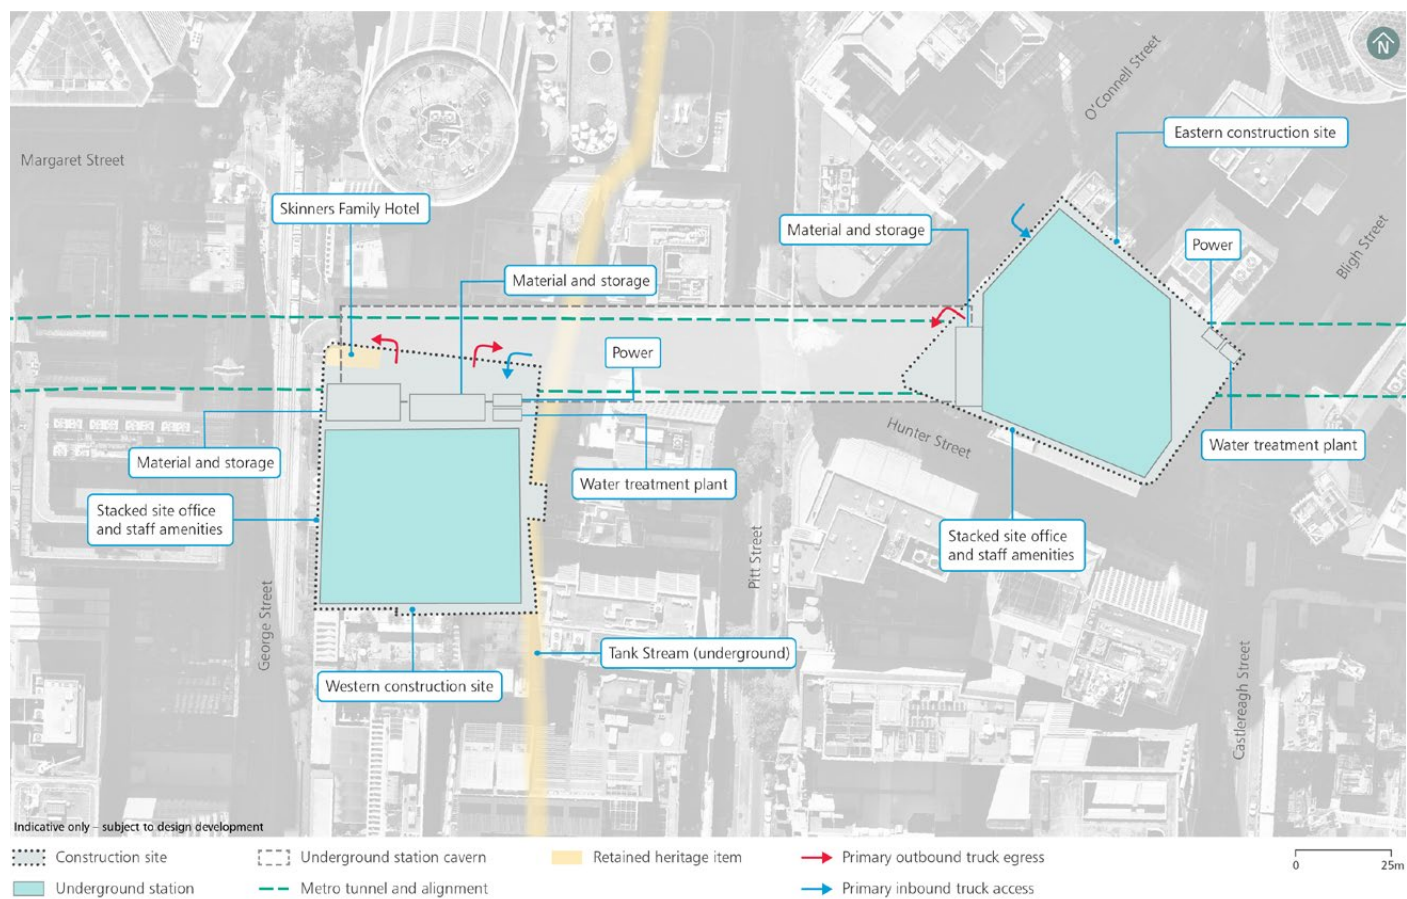 N
O'Connell Street
Eastern construction site
Margaret Street
Skinners Family Hotel
Material and storage
Power
Bligh Street
Material and storage
Power
Hunter Street
Water treatment plant
Material and storage
Water treatment plant
Stacked site office
and staff amenities
Stacked site office
and staff amenities
Pitt Street
George Street
Tank Stream (underground)
Western construction site
Castlereagh Street
Indicative only – subject to design development
Construction site
Underground station cavern
Retained heritage item
Primary outbound truck egress
0 25m
Underground station
Metro tunnel and alignment
Primary inbound truck access